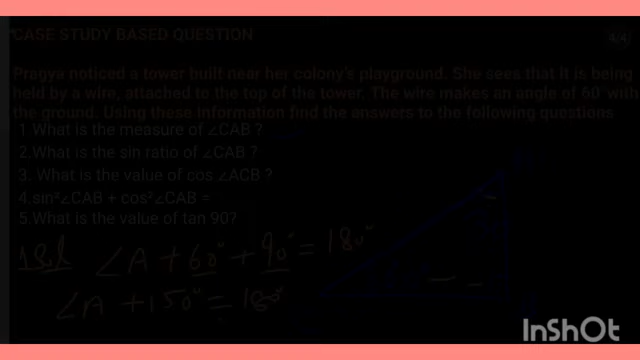 CASE STUDY BASED QUESTION
4/4
Pragya noticed a tower built near her colony's playground. She sees that it is being
held by a wire, attached to the top of the tower. The wire makes an angle of 60° with
the ground. Using these information find the answers to the following questions
1.What is the measure of ∠CAB ?
2.What is the sin ratio of ∠CAB ?
3. What is the value of cos ∠ACB ?
4.sin²∠CAB + cos²∠CAB =
5.What is the value of tan 90?
∠A + 60° + 90° = 180°
∠A + 150° = 180°
InShOt